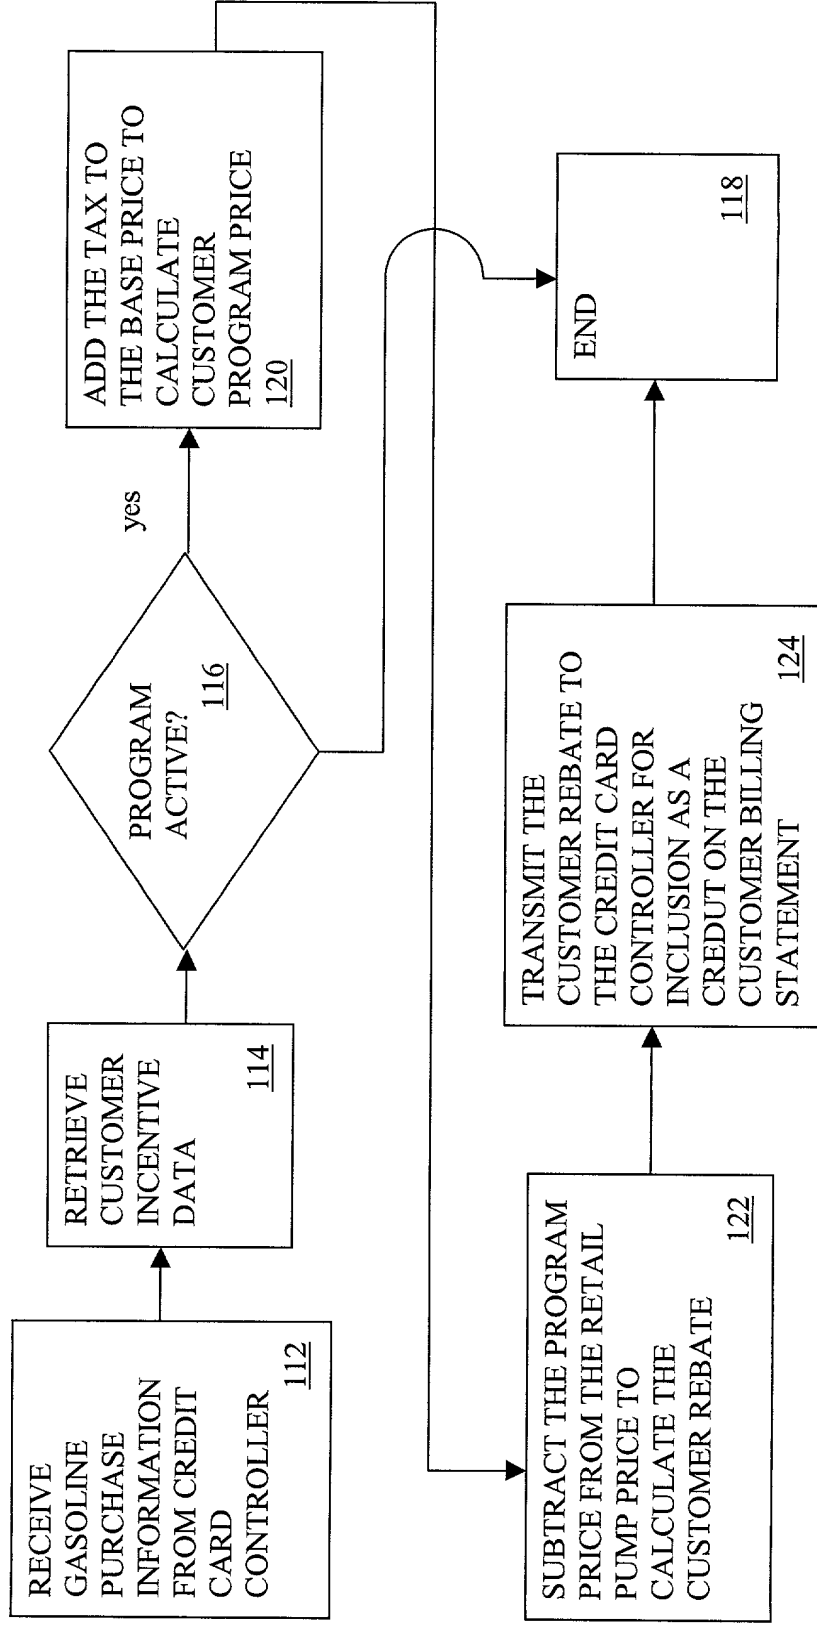 RECEIVE
GASOLINE
PURCHASE
INFORMATION
FROM CREDIT
CARD
CONTROLLER
112
RETRIEVE
CUSTOMER
INCENTIVE
DATA
114
PROGRAM
ACTIVE?
116
yes
ADD THE TAX TO
THE BASE PRICE TO
CALCULATE
CUSTOMER
PROGRAM PRICE
120
SUBTRACT THE PROGRAM
PRICE FROM THE RETAIL
PUMP PRICE TO
CALCULATE THE
CUSTOMER REBATE
122
TRANSMIT THE
CUSTOMER REBATE TO
THE CREDIT CARD
CONTROLLER FOR
INCLUSION AS A
CREDUT ON THE
CUSTOMER BILLING
STATEMENT
124
END
118